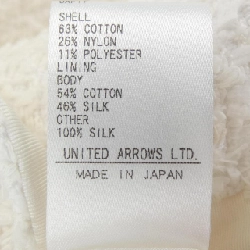 SHELL
63% COTTON
26% NYLON
11% POLYESTER
LINING
BODY
54% COTTON
46% SILK
OTHER
100% SILK
UNITED ARROWS LTD.
MADE IN JAPAN